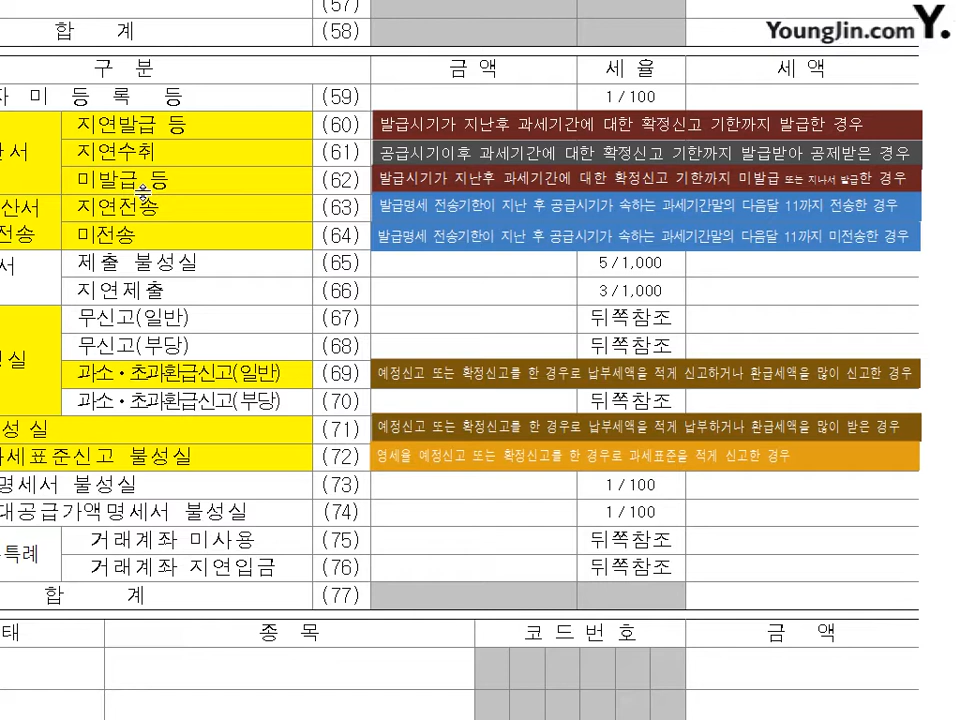 (57)
합 계 (58)
YoungJin.com Y.
구 분 금 액 세 율 세 액
자 미 등 록 등 (59) 1 / 100
지연발급 등 (60) 발급시기가 지난후 과세기간에 대한 확정신고 기한까지 발급한 경우
산서 지연수취 (61) 공급시기이후 과세기간에 대한 확정신고 기한까지 발급받아 공제받은 경우
미발급 등 (62) 발급시기가 지난후 과세기간에 대한 확정신고 기한까지 미발급 또는 지나서 발급한 경우
산서 지연전송 (63) 발급명세 전송기한이 지난 후 공급시기가 속하는 과세기간말의 다음달 11까지 전송한 경우
전송 미전송 (64) 발급명세 전송기한이 지난 후 공급시기가 속하는 과세기간말의 다음달 11까지 미전송한 경우
서 제출 불성실 (65) 5 / 1,000
지연제출 (66) 3 / 1,000
무신고(일반) (67) 뒤쪽참조
무신고(부당) (68) 뒤쪽참조
성실 과소·초과환급신고(일반) (69) 예정신고 또는 확정신고를 한 경우로 납부세액을 적게 신고하거나 환급세액을 많이 신고한 경우
과소·초과환급신고(부당) (70) 뒤쪽참조
성 실 (71) 예정신고 또는 확정신고를 한 경우로 납부세액을 적게 납부하거나 환급세액을 많이 받은 경우
과세표준신고 불성실 (72) 영세율 예정신고 또는 확정신고를 한 경우로 과세표준을 적게 신고한 경우
명세서 불성실 (73) 1 / 100
대공급가액명세서 불성실 (74) 1 / 100
특례 거래계좌 미사용 (75) 뒤쪽참조
거래계좌 지연입금 (76) 뒤쪽참조
합 계 (77)
태 종 목 코 드 번 호 금 액